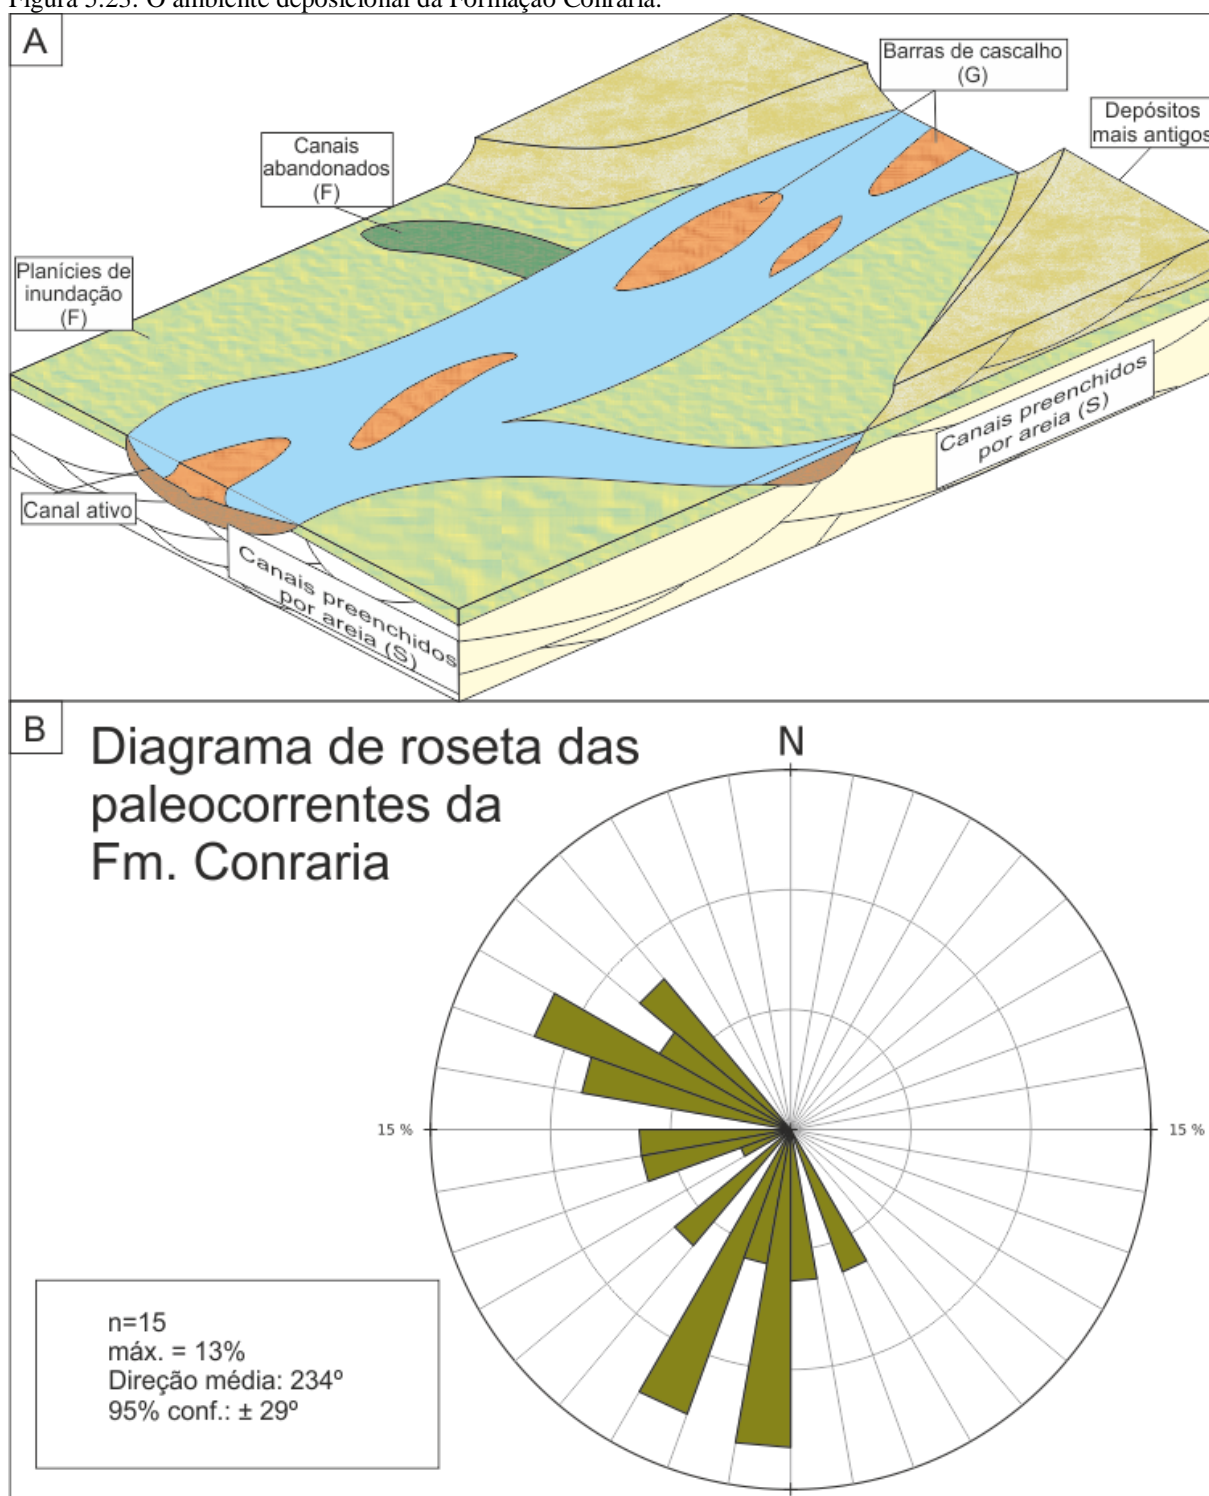 Figura 5.23: O ambiente deposicional da Formação Conraria.
A
Barras de cascalho
(G)
Depósitos
mais antigos
Canais
abandonados
(F)
Planícies de
inundação
(F)
Canais preenchidos
por areia (S)
Canal ativo
Canais preenchidos
por areia (S)
B
Diagrama de roseta das
paleocorrentes da
Fm. Conraria
N
15 %
15 %
n=15
máx. = 13%
Direção média: 234º
95% conf.: ± 29º